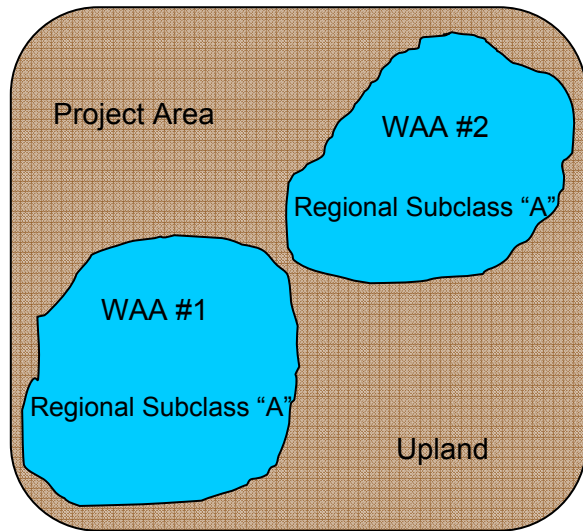 Project Area
WAA #2
Regional Subclass “A”
WAA #1
Regional Subclass “A”
Upland